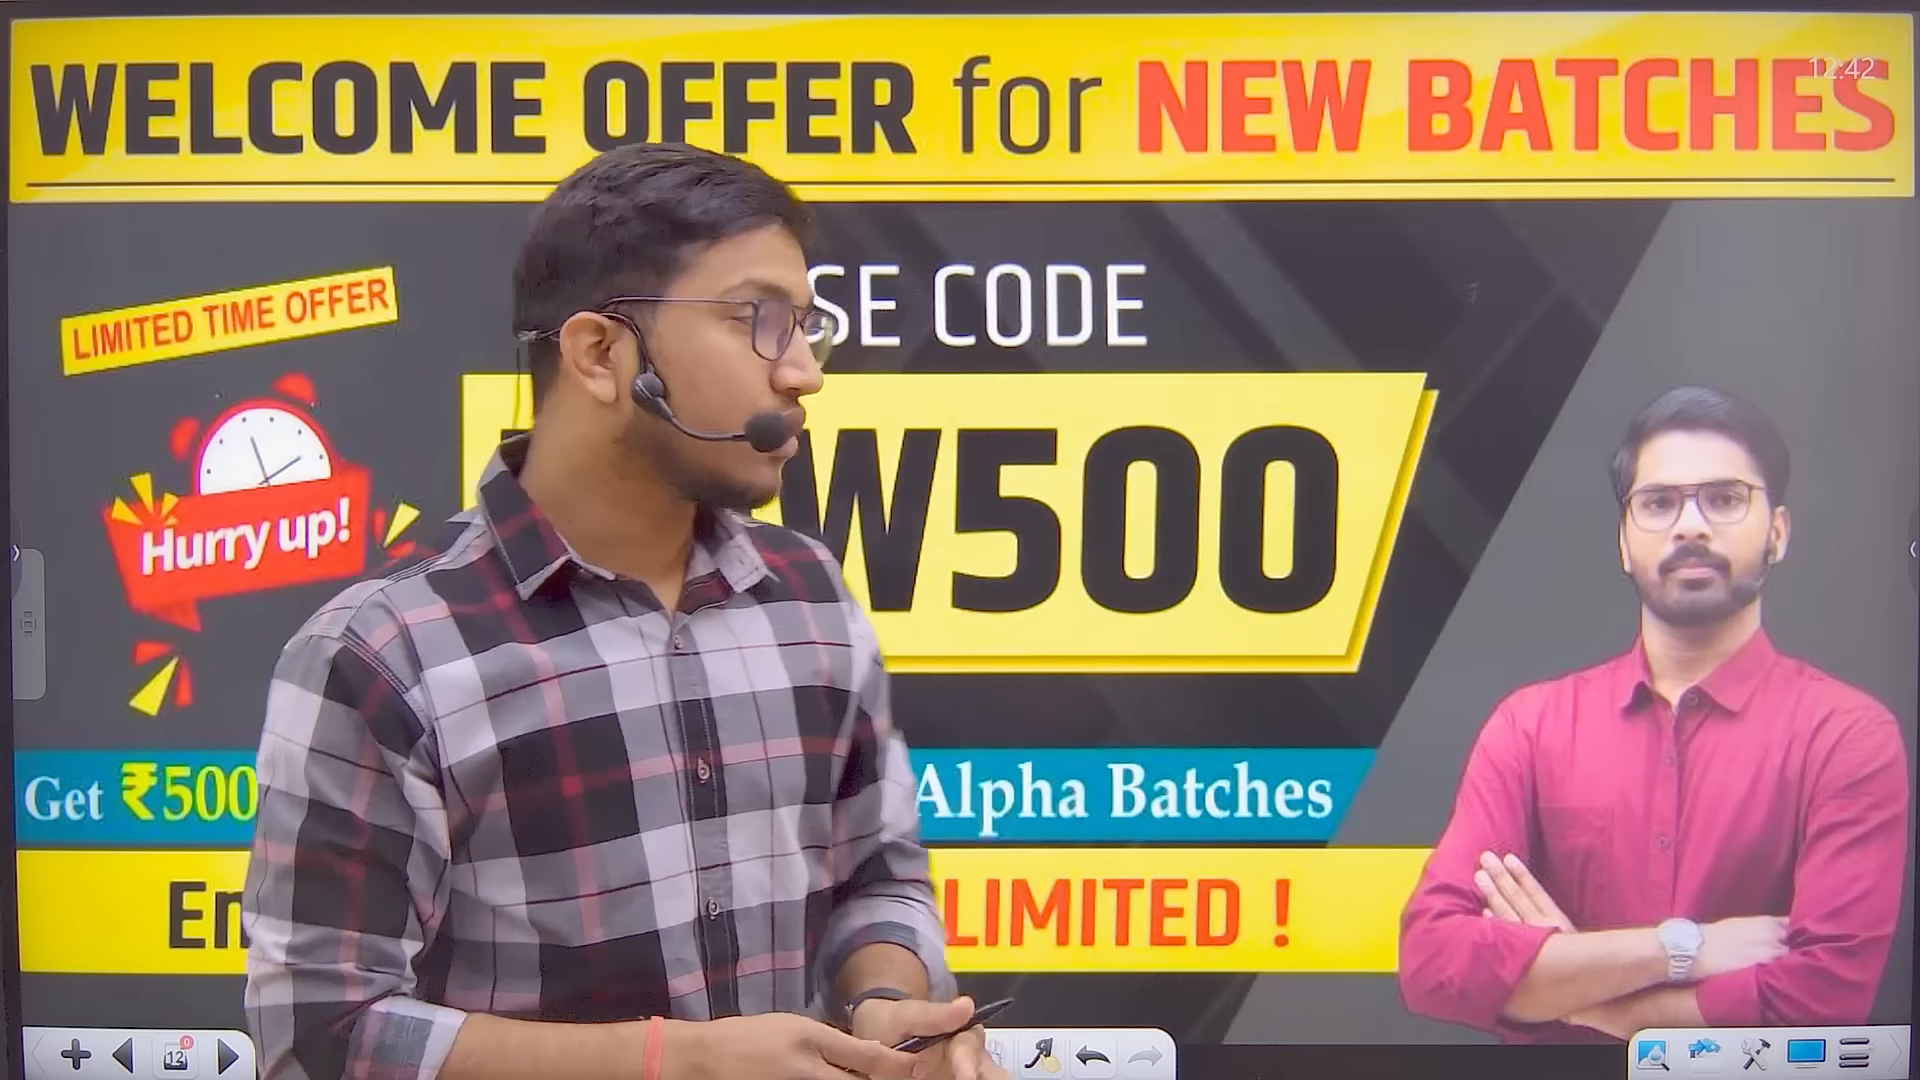 WELCOME OFFER for NEW BATCHES
12:42
LIMITED TIME OFFER
SE CODE
Hurry up!
W500
Get ₹500
Alpha Batches
LIMITED !
12
0